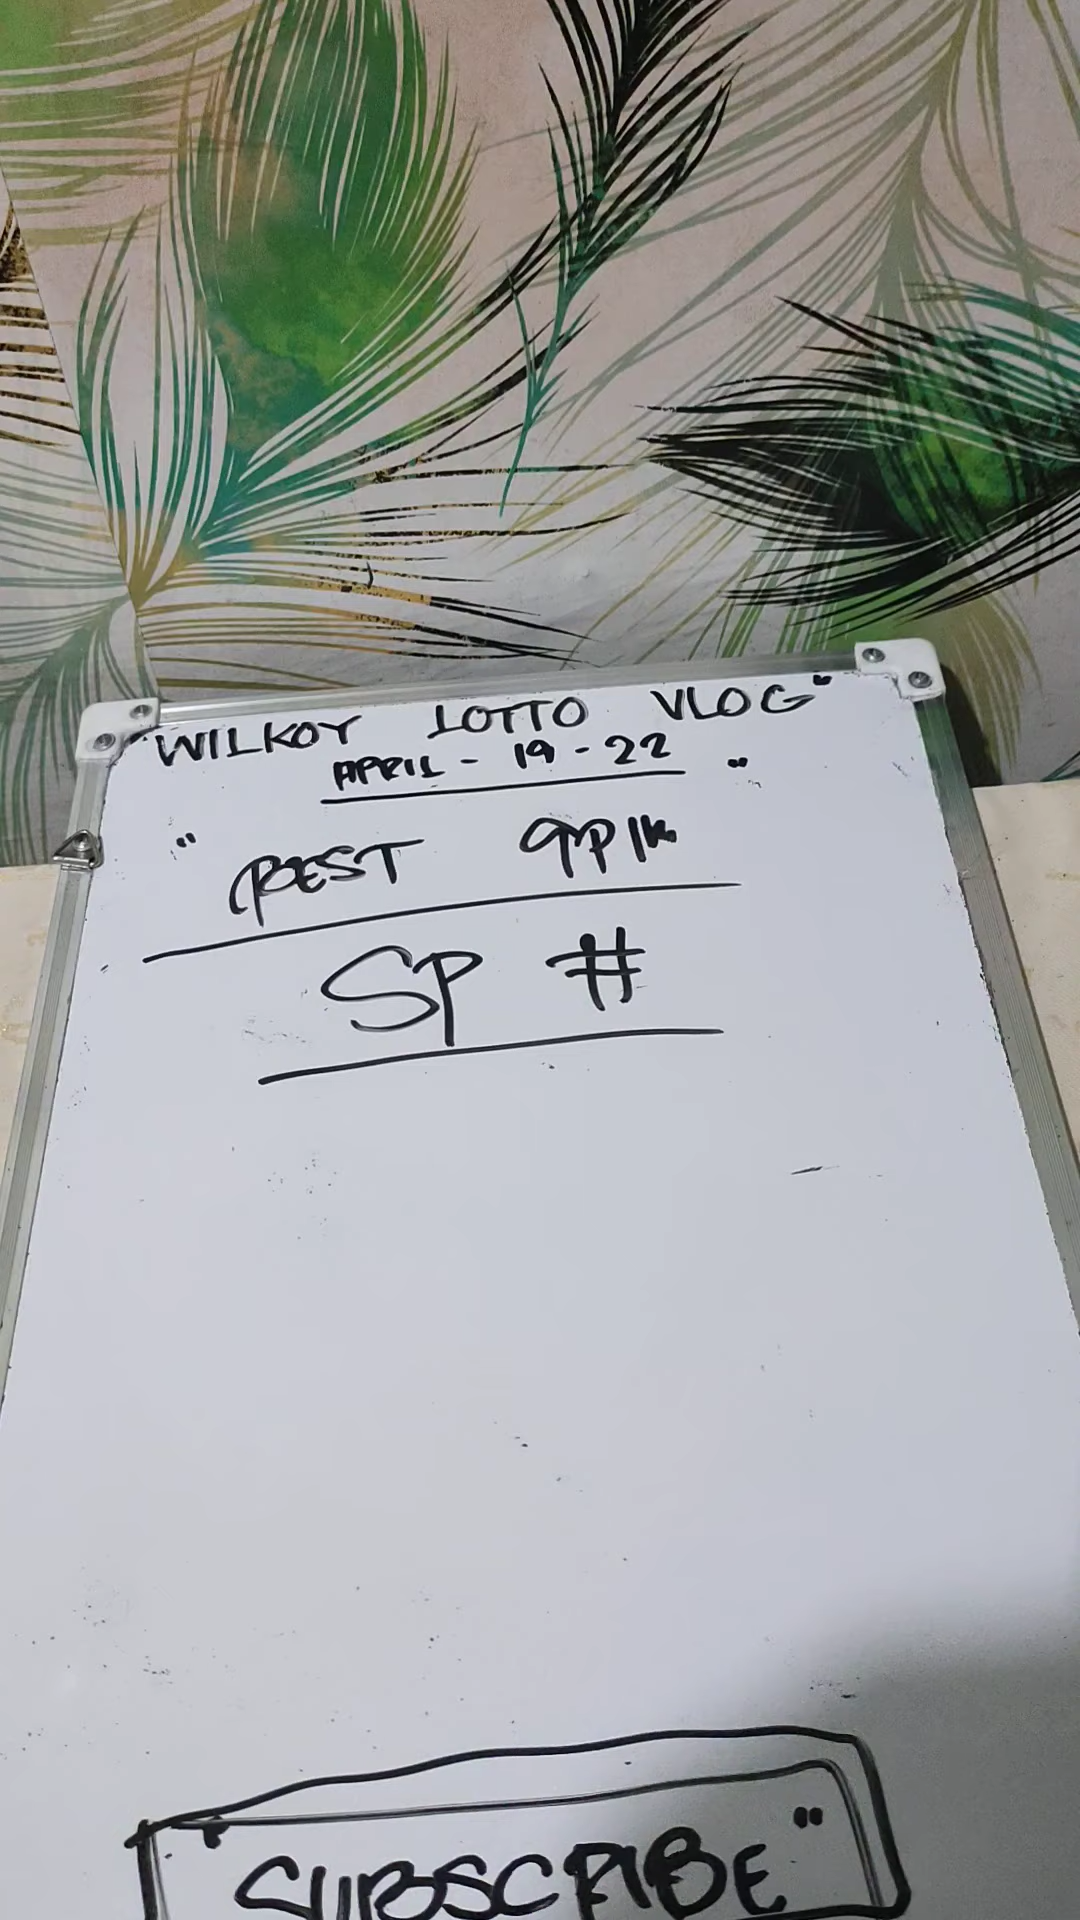 "WILKOY LOTTO VLOG"
APRIL - 19 - 22
" BEST 9PM "
SP #
"SUBSCRIBE"